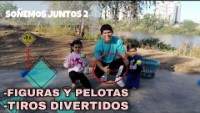 SOÑEMOS JUNTOS 2
-FIGURAS Y PELOTAS
-TIROS DIVERTIDOS